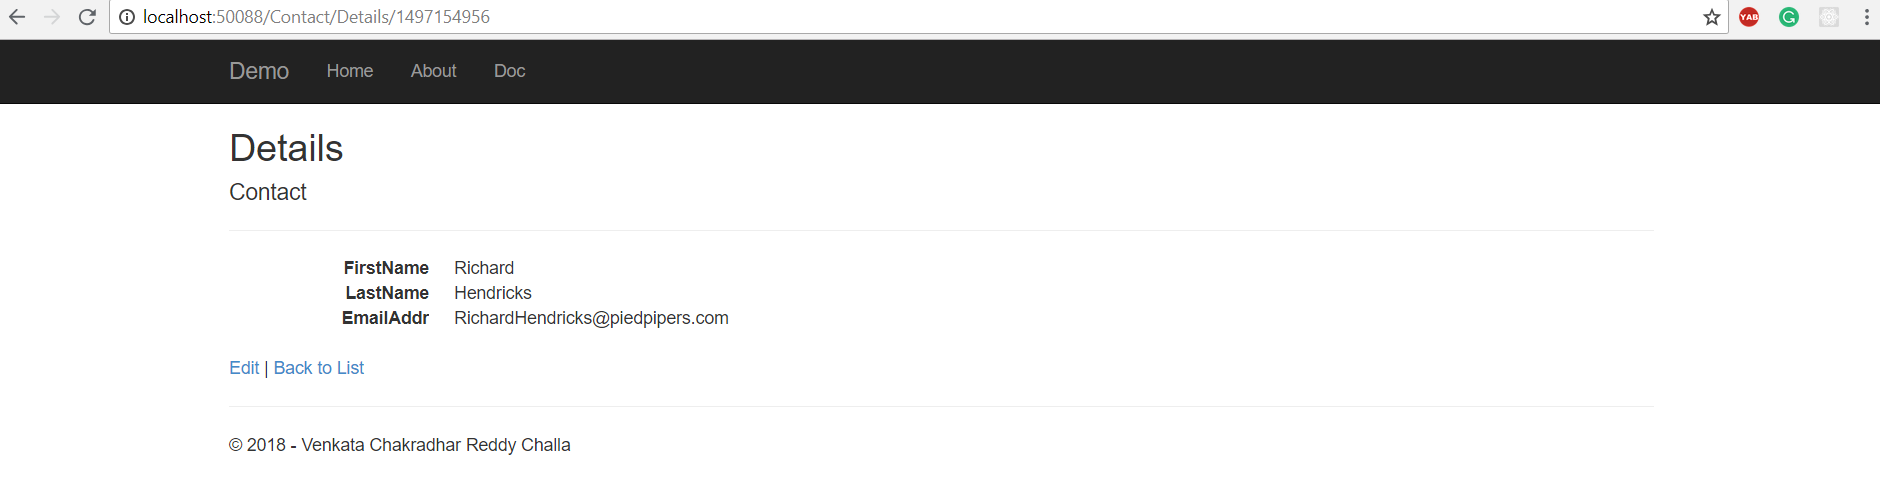 localhost:50088/Contact/Details/1497154956
YAB
Demo Home About Doc
Details
Contact
FirstName Richard
LastName Hendricks
EmailAddr RichardHendricks@piedpipers.com
Edit | Back to List
© 2018 - Venkata Chakradhar Reddy Challa